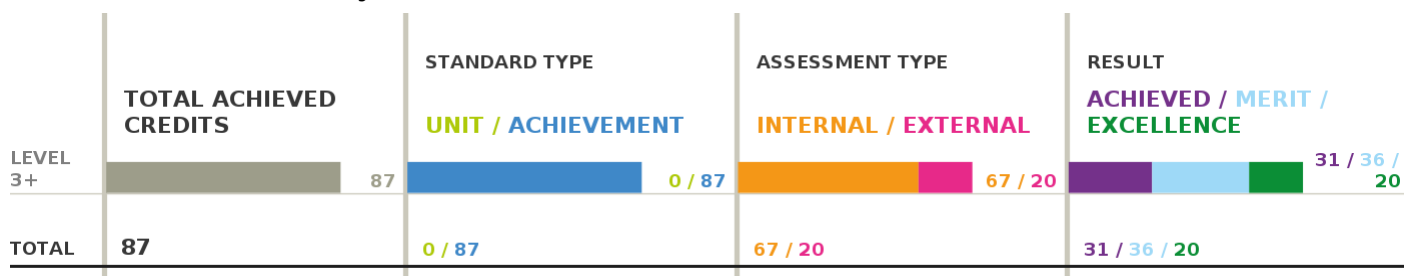 STANDARD TYPE
ASSESSMENT TYPE
RESULT
TOTAL ACHIEVED
CREDITS
UNIT / ACHIEVEMENT
INTERNAL / EXTERNAL
ACHIEVED / MERIT /
EXCELLENCE
LEVEL
3+
87
0 / 87
67 / 20
31 / 36 /
20
TOTAL
87
0 / 87
67 / 20
31 / 36 / 20